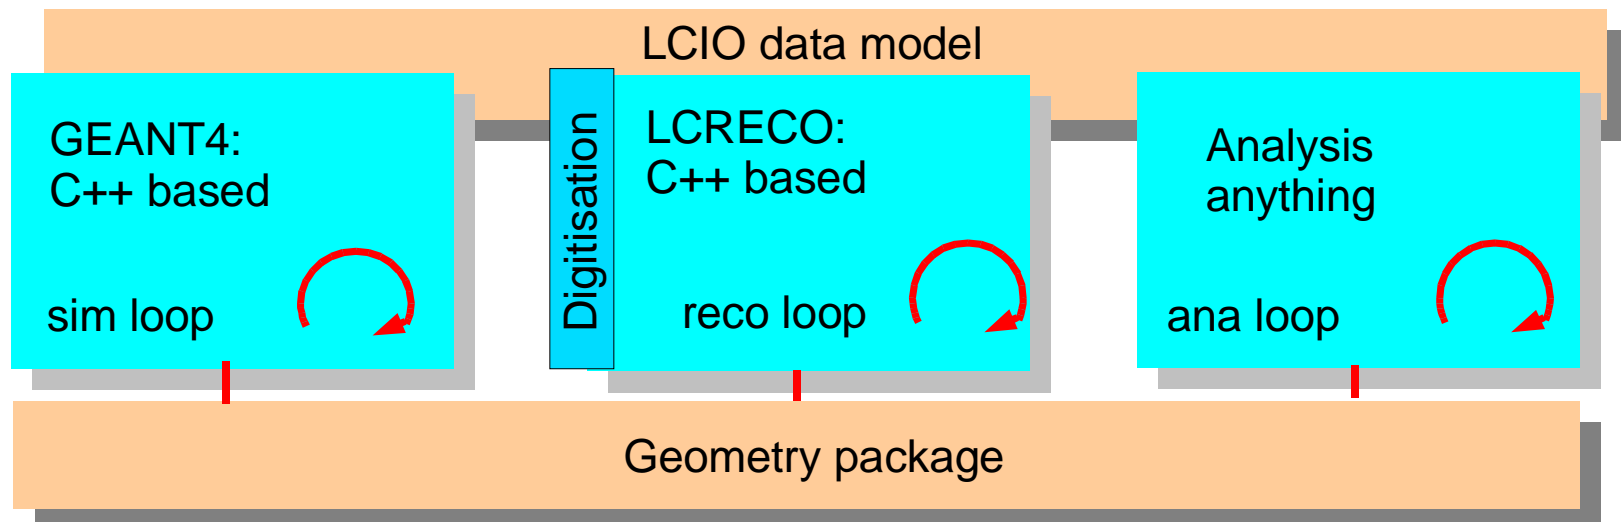 LCIO data model
GEANT4:
C++ based
sim loop
Digitisation
LCRECO:
C++ based
reco loop
Analysis
anything
ana loop
Geometry package